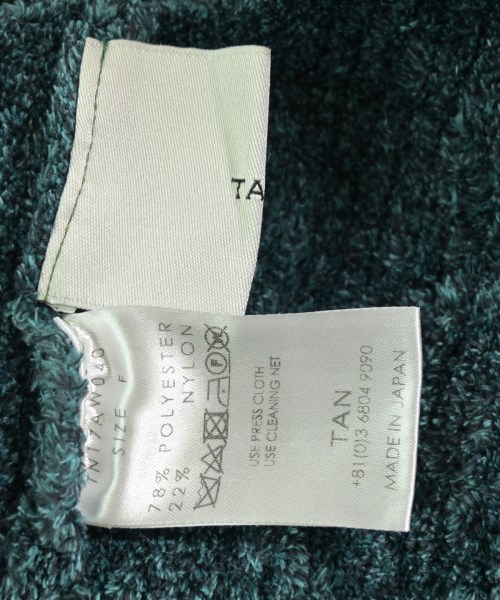 TA
TN19AW040
SIZE F
78% POLYESTER
22% NYLON
USE PRESS CLOTH
USE CLEANING NET
TAN
+81(0)3 6804 9090
MADE IN JAPAN